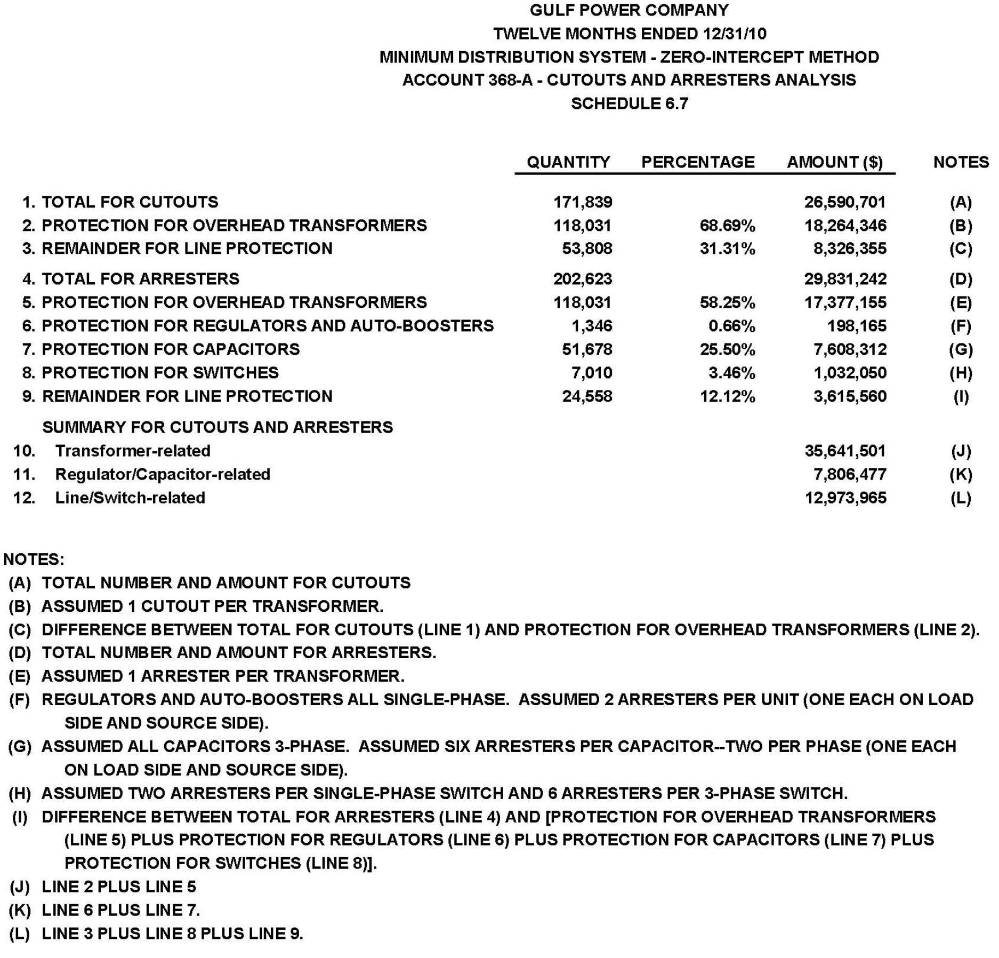 GULF POWER COMPANY
TWELVE MONTHS ENDED 12/31/10
MINIMUM DISTRIBUTION SYSTEM - ZERO-INTERCEPT METHOD
ACCOUNT 368-A - CUTOUTS AND ARRESTERS ANALYSIS
SCHEDULE 6.7
QUANTITY PERCENTAGE AMOUNT ($) NOTES
1. TOTAL FOR CUTOUTS 171,839 26,590,701 (A)
2. PROTECTION FOR OVERHEAD TRANSFORMERS 118,031 68.69% 18,264,346 (B)
3. REMAINDER FOR LINE PROTECTION 53,808 31.31% 8,326,355 (C)
4. TOTAL FOR ARRESTERS 202,623 29,831,242 (D)
5. PROTECTION FOR OVERHEAD TRANSFORMERS 118,031 58.25% 17,377,155 (E)
6. PROTECTION FOR REGULATORS AND AUTO-BOOSTERS 1,346 0.66% 198,165 (F)
7. PROTECTION FOR CAPACITORS 51,678 25.50% 7,608,312 (G)
8. PROTECTION FOR SWITCHES 7,010 3.46% 1,032,050 (H)
9. REMAINDER FOR LINE PROTECTION 24,558 12.12% 3,615,560 (I)
SUMMARY FOR CUTOUTS AND ARRESTERS
10. Transformer-related 35,641,501 (J)
11. Regulator/Capacitor-related 7,806,477 (K)
12. Line/Switch-related 12,973,965 (L)
NOTES:
(A) TOTAL NUMBER AND AMOUNT FOR CUTOUTS
(B) ASSUMED 1 CUTOUT PER TRANSFORMER.
(C) DIFFERENCE BETWEEN TOTAL FOR CUTOUTS (LINE 1) AND PROTECTION FOR OVERHEAD TRANSFORMERS (LINE 2).
(D) TOTAL NUMBER AND AMOUNT FOR ARRESTERS.
(E) ASSUMED 1 ARRESTER PER TRANSFORMER.
(F) REGULATORS AND AUTO-BOOSTERS ALL SINGLE-PHASE. ASSUMED 2 ARRESTERS PER UNIT (ONE EACH ON LOAD
SIDE AND SOURCE SIDE).
(G) ASSUMED ALL CAPACITORS 3-PHASE. ASSUMED SIX ARRESTERS PER CAPACITOR--TWO PER PHASE (ONE EACH
ON LOAD SIDE AND SOURCE SIDE).
(H) ASSUMED TWO ARRESTERS PER SINGLE-PHASE SWITCH AND 6 ARRESTERS PER 3-PHASE SWITCH.
(I) DIFFERENCE BETWEEN TOTAL FOR ARRESTERS (LINE 4) AND [PROTECTION FOR OVERHEAD TRANSFORMERS
(LINE 5) PLUS PROTECTION FOR REGULATORS (LINE 6) PLUS PROTECTION FOR CAPACITORS (LINE 7) PLUS
PROTECTION FOR SWITCHES (LINE 8)].
(J) LINE 2 PLUS LINE 5
(K) LINE 6 PLUS LINE 7.
(L) LINE 3 PLUS LINE 8 PLUS LINE 9.